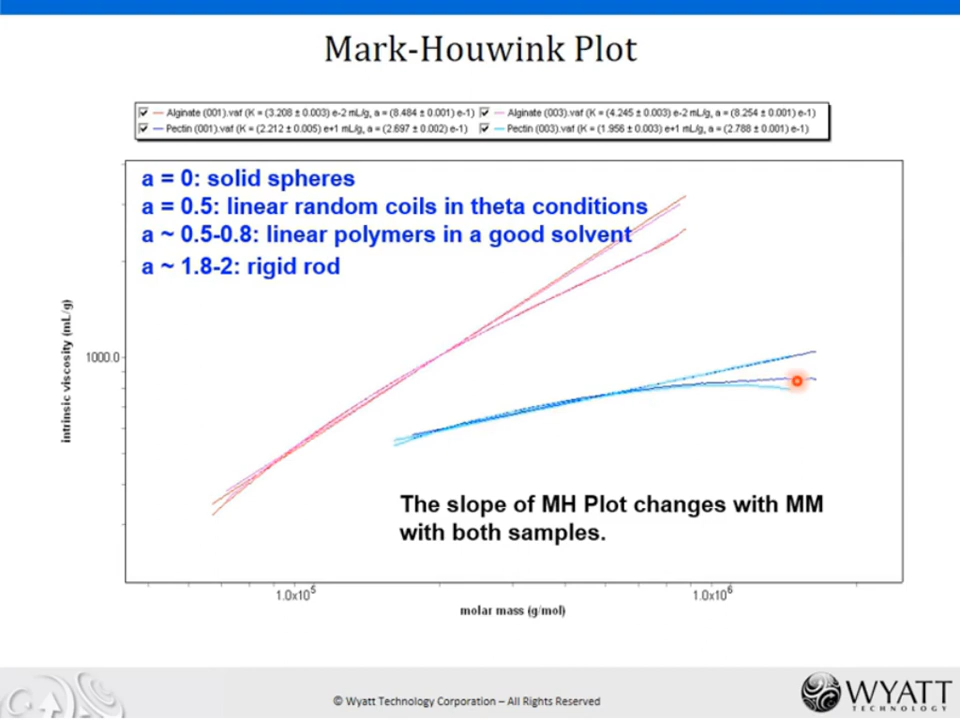 Mark-Houwink Plot
Alginate (001).vaf (K = (3.208 ± 0.003) e-2 mL/g, a = (8.484 ± 0.001) e-1) Alginate (003).vaf (K = (4.245 ± 0.003) e-2 mL/g, a = (8.254 ± 0.001) e-1)
Pectin (001).vaf (K = (2.212 ± 0.005) e+1 mL/g, a = (2.697 ± 0.002) e-1) Pectin (003).vaf (K = (1.956 ± 0.003) e+1 mL/g, a = (2.788 ± 0.001) e-1)
a = 0: solid spheres
a = 0.5: linear random coils in theta conditions
a ~ 0.5-0.8: linear polymers in a good solvent
a ~ 1.8-2: rigid rod
intrinsic viscosity (mL/g)
1000.0
The slope of MH Plot changes with MM
with both samples.
1.0x10⁵ 1.0x10⁶
molar mass (g/mol)
© Wyatt Technology Corporation – All Rights Reserved
WYATT
TECHNOLOGY